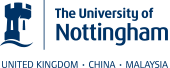 The University of
Nottingham
UNITED KINGDOM · CHINA · MALAYSIA